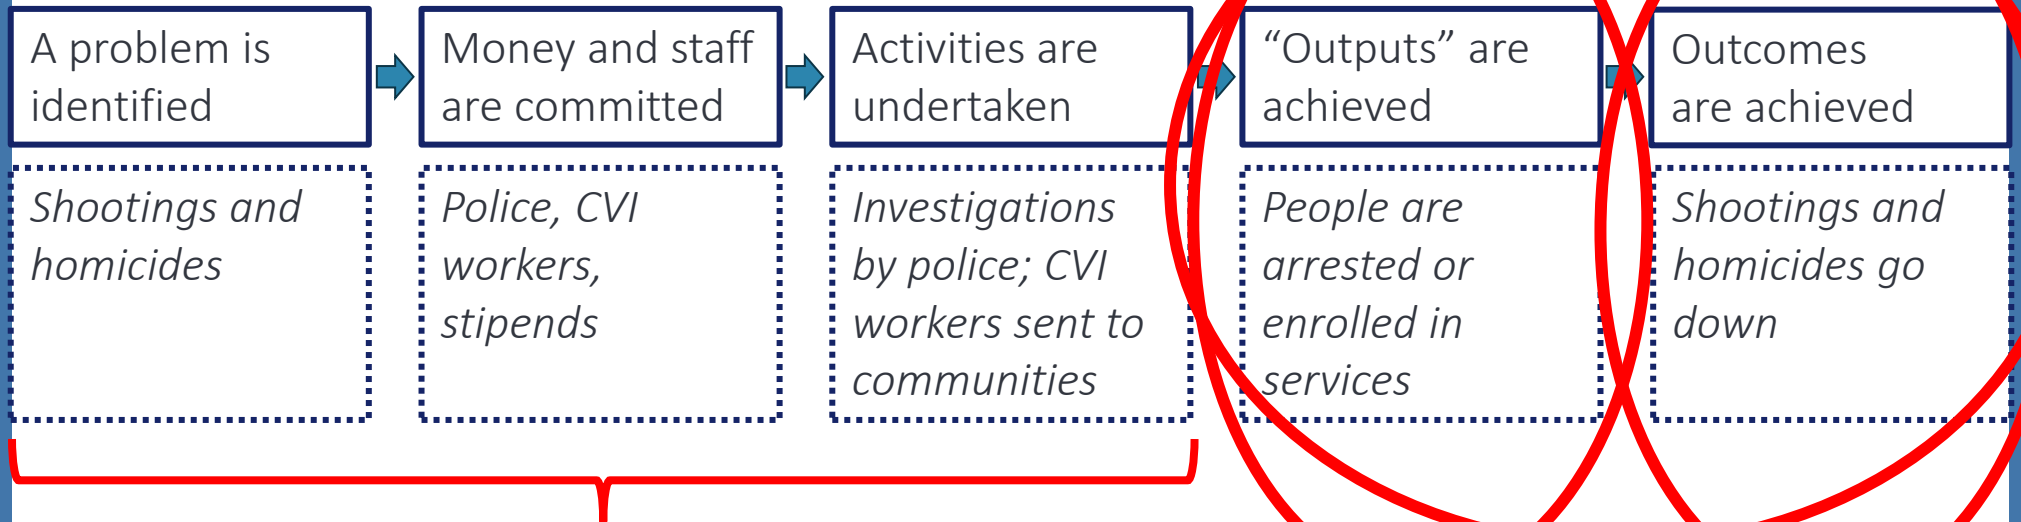 A problem is
identified
Money and staff
are committed
Activities are
undertaken
“Outputs” are
achieved
Outcomes
are achieved
Shootings and
homicides
Police, CVI
workers,
stipends
Investigations
by police; CVI
workers sent to
communities
People are
arrested or
enrolled in
services
Shootings and
homicides go
down